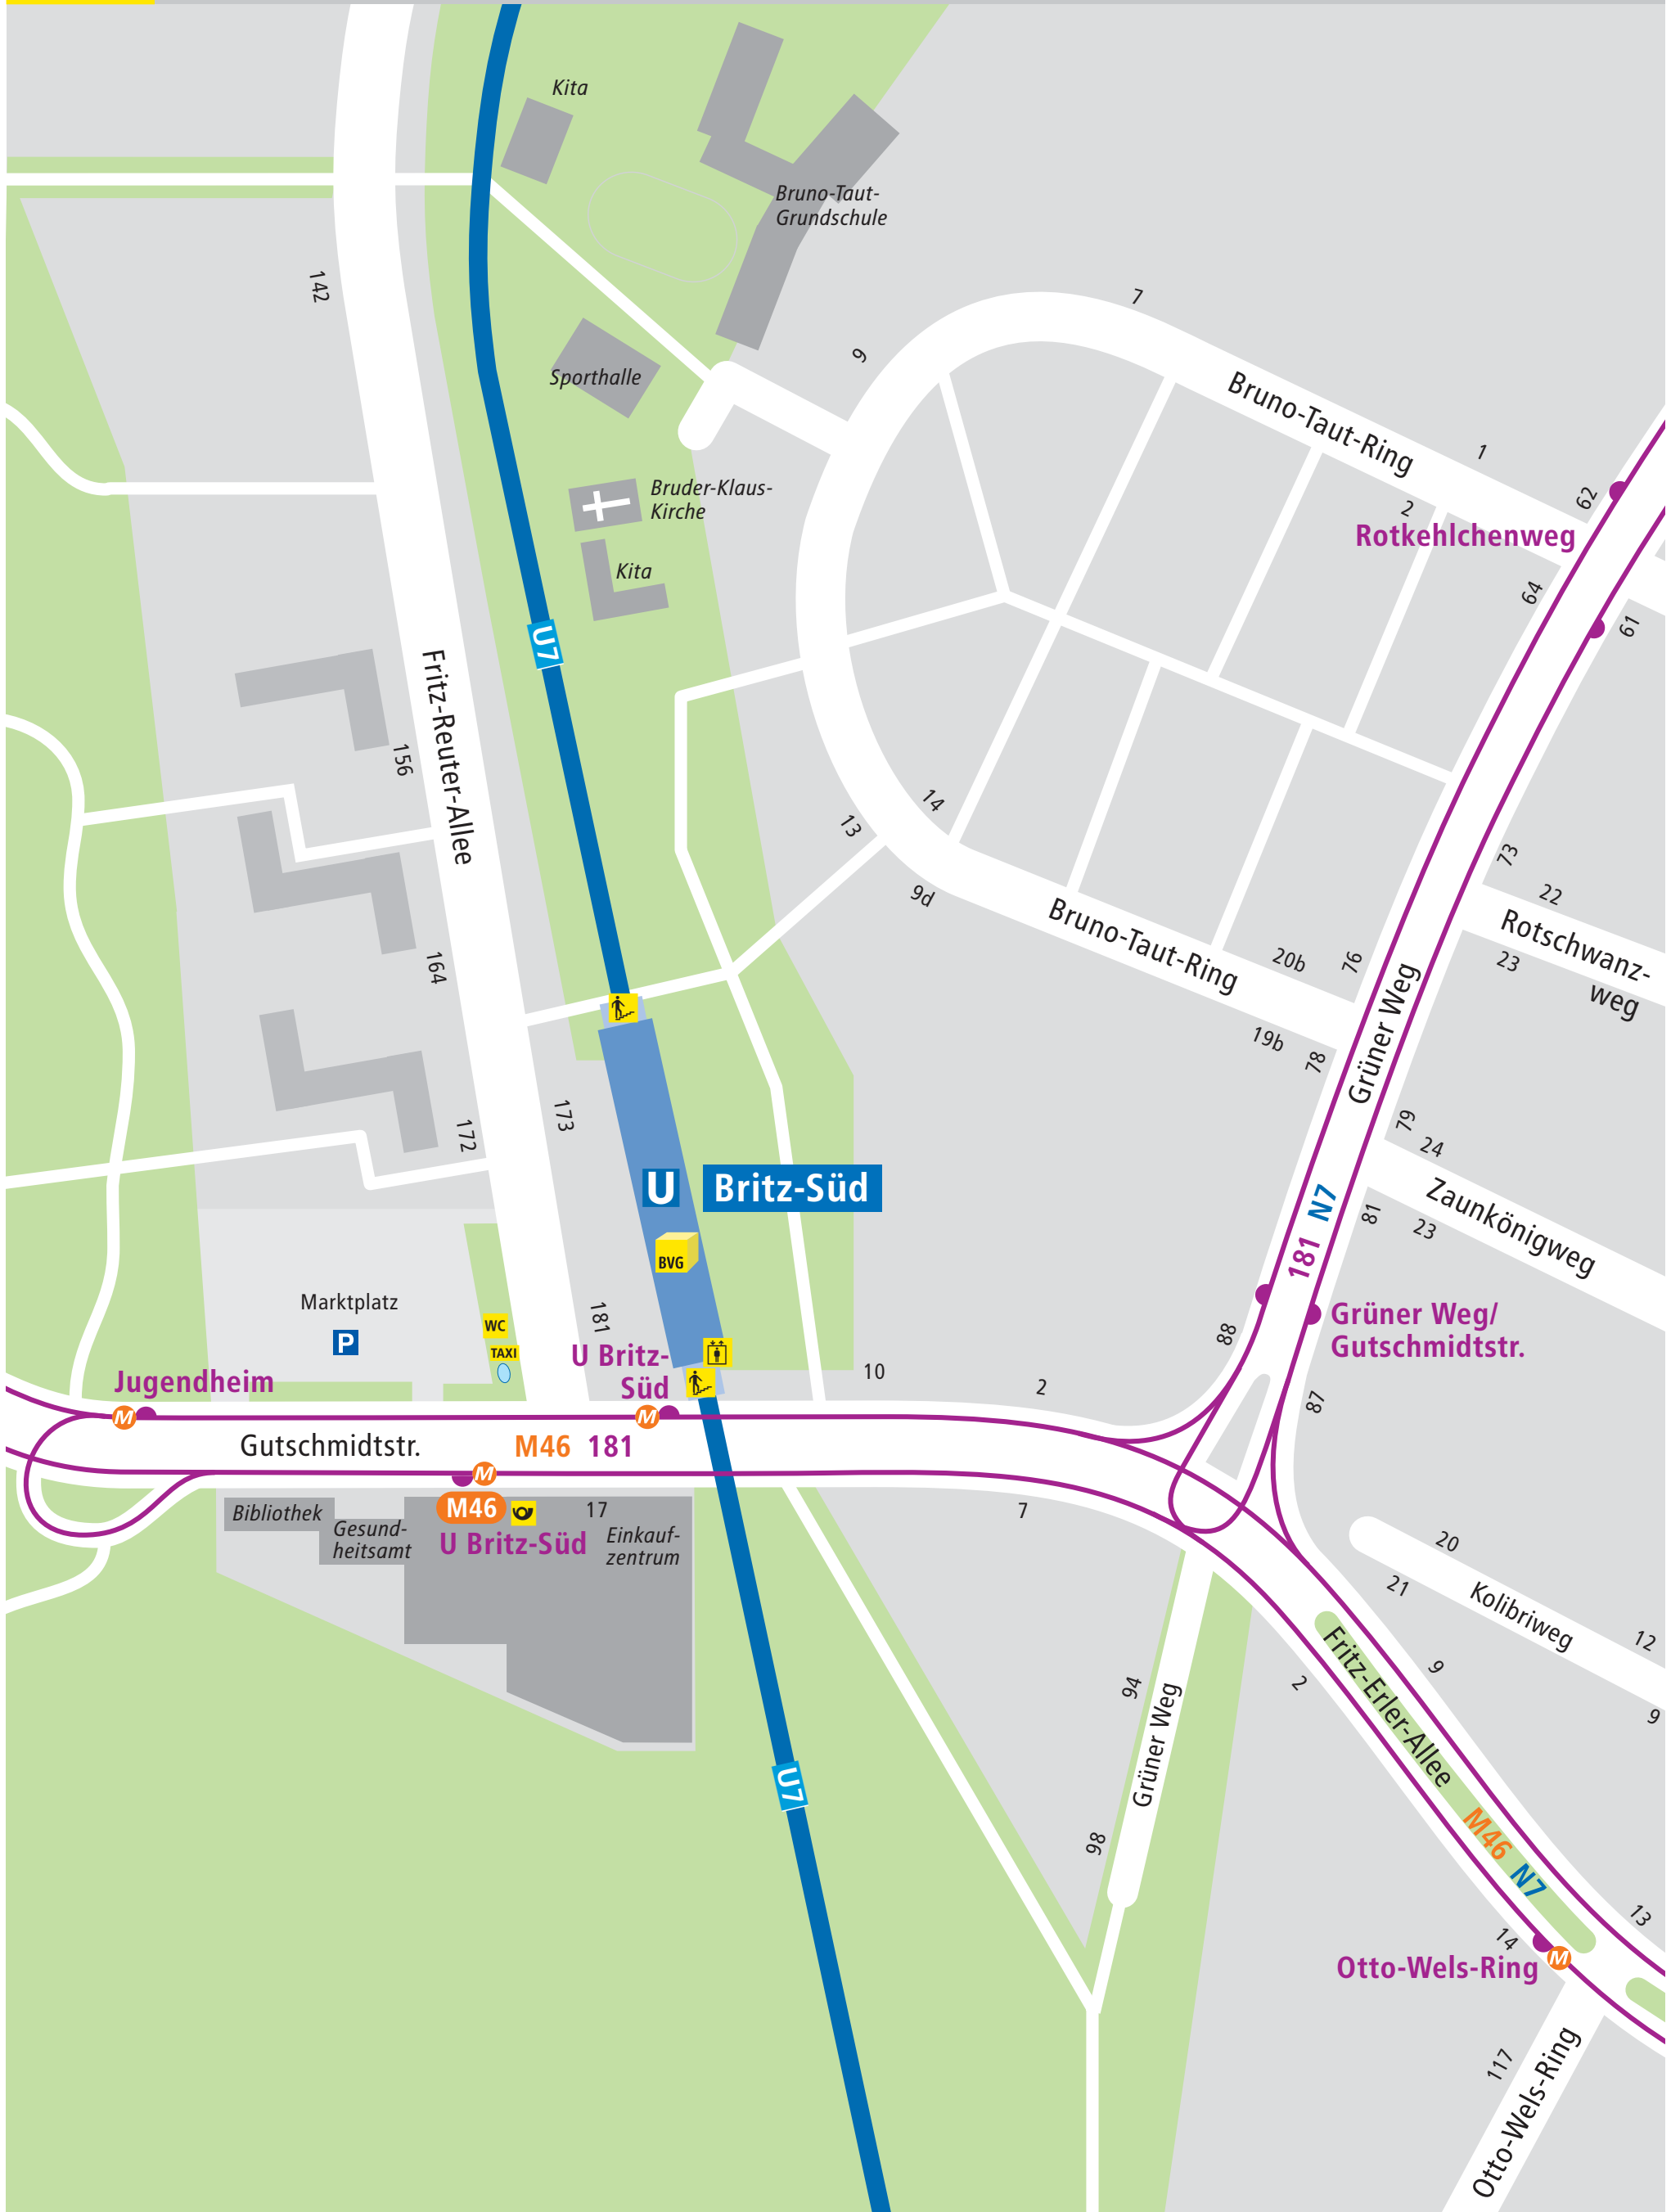 Kita
Bruno-Taut-
Grundschule
142
7
9
Sporthalle
Bruno-Taut-Ring
1
62
2
Rotkehlchenweg
Bruder-Klaus-
Kirche
Kita
64
61
U7
Fritz-Reuter-Allee
156
14
13
73
9d
22
Rotschwanz-
weg
23
Bruno-Taut-Ring
20b
76
164
Grüner Weg
19b
78
173
172
79
24
Zaunkönigweg
81
23
U
Britz-Süd
181 N7
BVG
Marktplatz
P
WC
TAXI
181
U Britz-
Süd
88
Grüner Weg/
Gutschmidtstr.
Jugendheim
10
2
87
M
M
Gutschmidtstr.
M46 181
M
Bibliothek
Gesund-
heitsamt
M46
17
U Britz-Süd
Einkauf-
zentrum
7
20
21
Kolibriweg
12
9
Fritz-Erler-Allee
9
2
94
Grüner Weg
98
U7
M46 N7
13
14
Otto-Wels-Ring
M
117
Otto-Wels-Ring